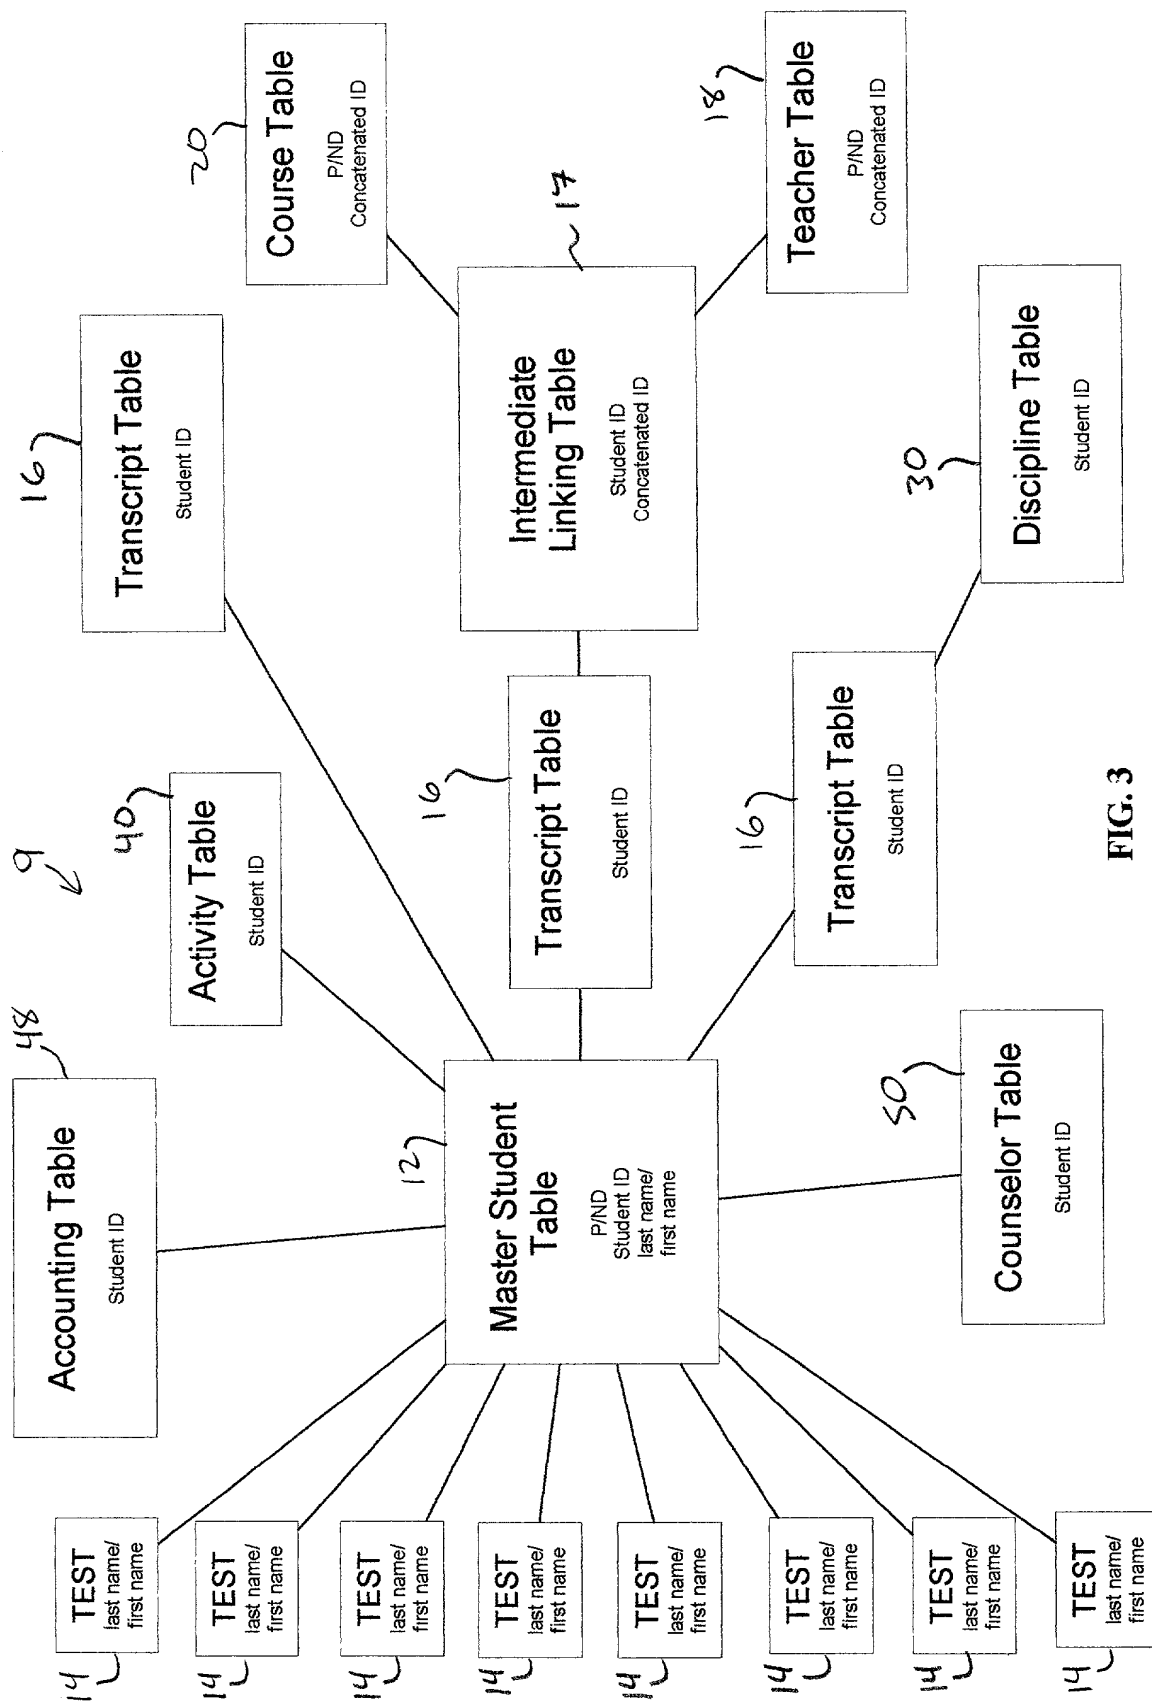 9
48
Accounting Table
Student ID
40
Activity Table
Student ID
16
Transcript Table
Student ID
20
Course Table
P/ND
Concatenated ID
14
TEST
last name/
first name
14
TEST
last name/
first name
14
TEST
last name/
first name
14
TEST
last name/
first name
14
TEST
last name/
first name
14
TEST
last name/
first name
14
TEST
last name/
first name
14
TEST
last name/
first name
12
Master Student
Table
P/ND
Student ID
last name/
first name
16
Transcript Table
Student ID
17
Intermediate
Linking Table
Student ID
Concatenated ID
18
Teacher Table
P/ND
Concatenated ID
50
Counselor Table
Student ID
16
Transcript Table
Student ID
30
Discipline Table
Student ID
FIG. 3